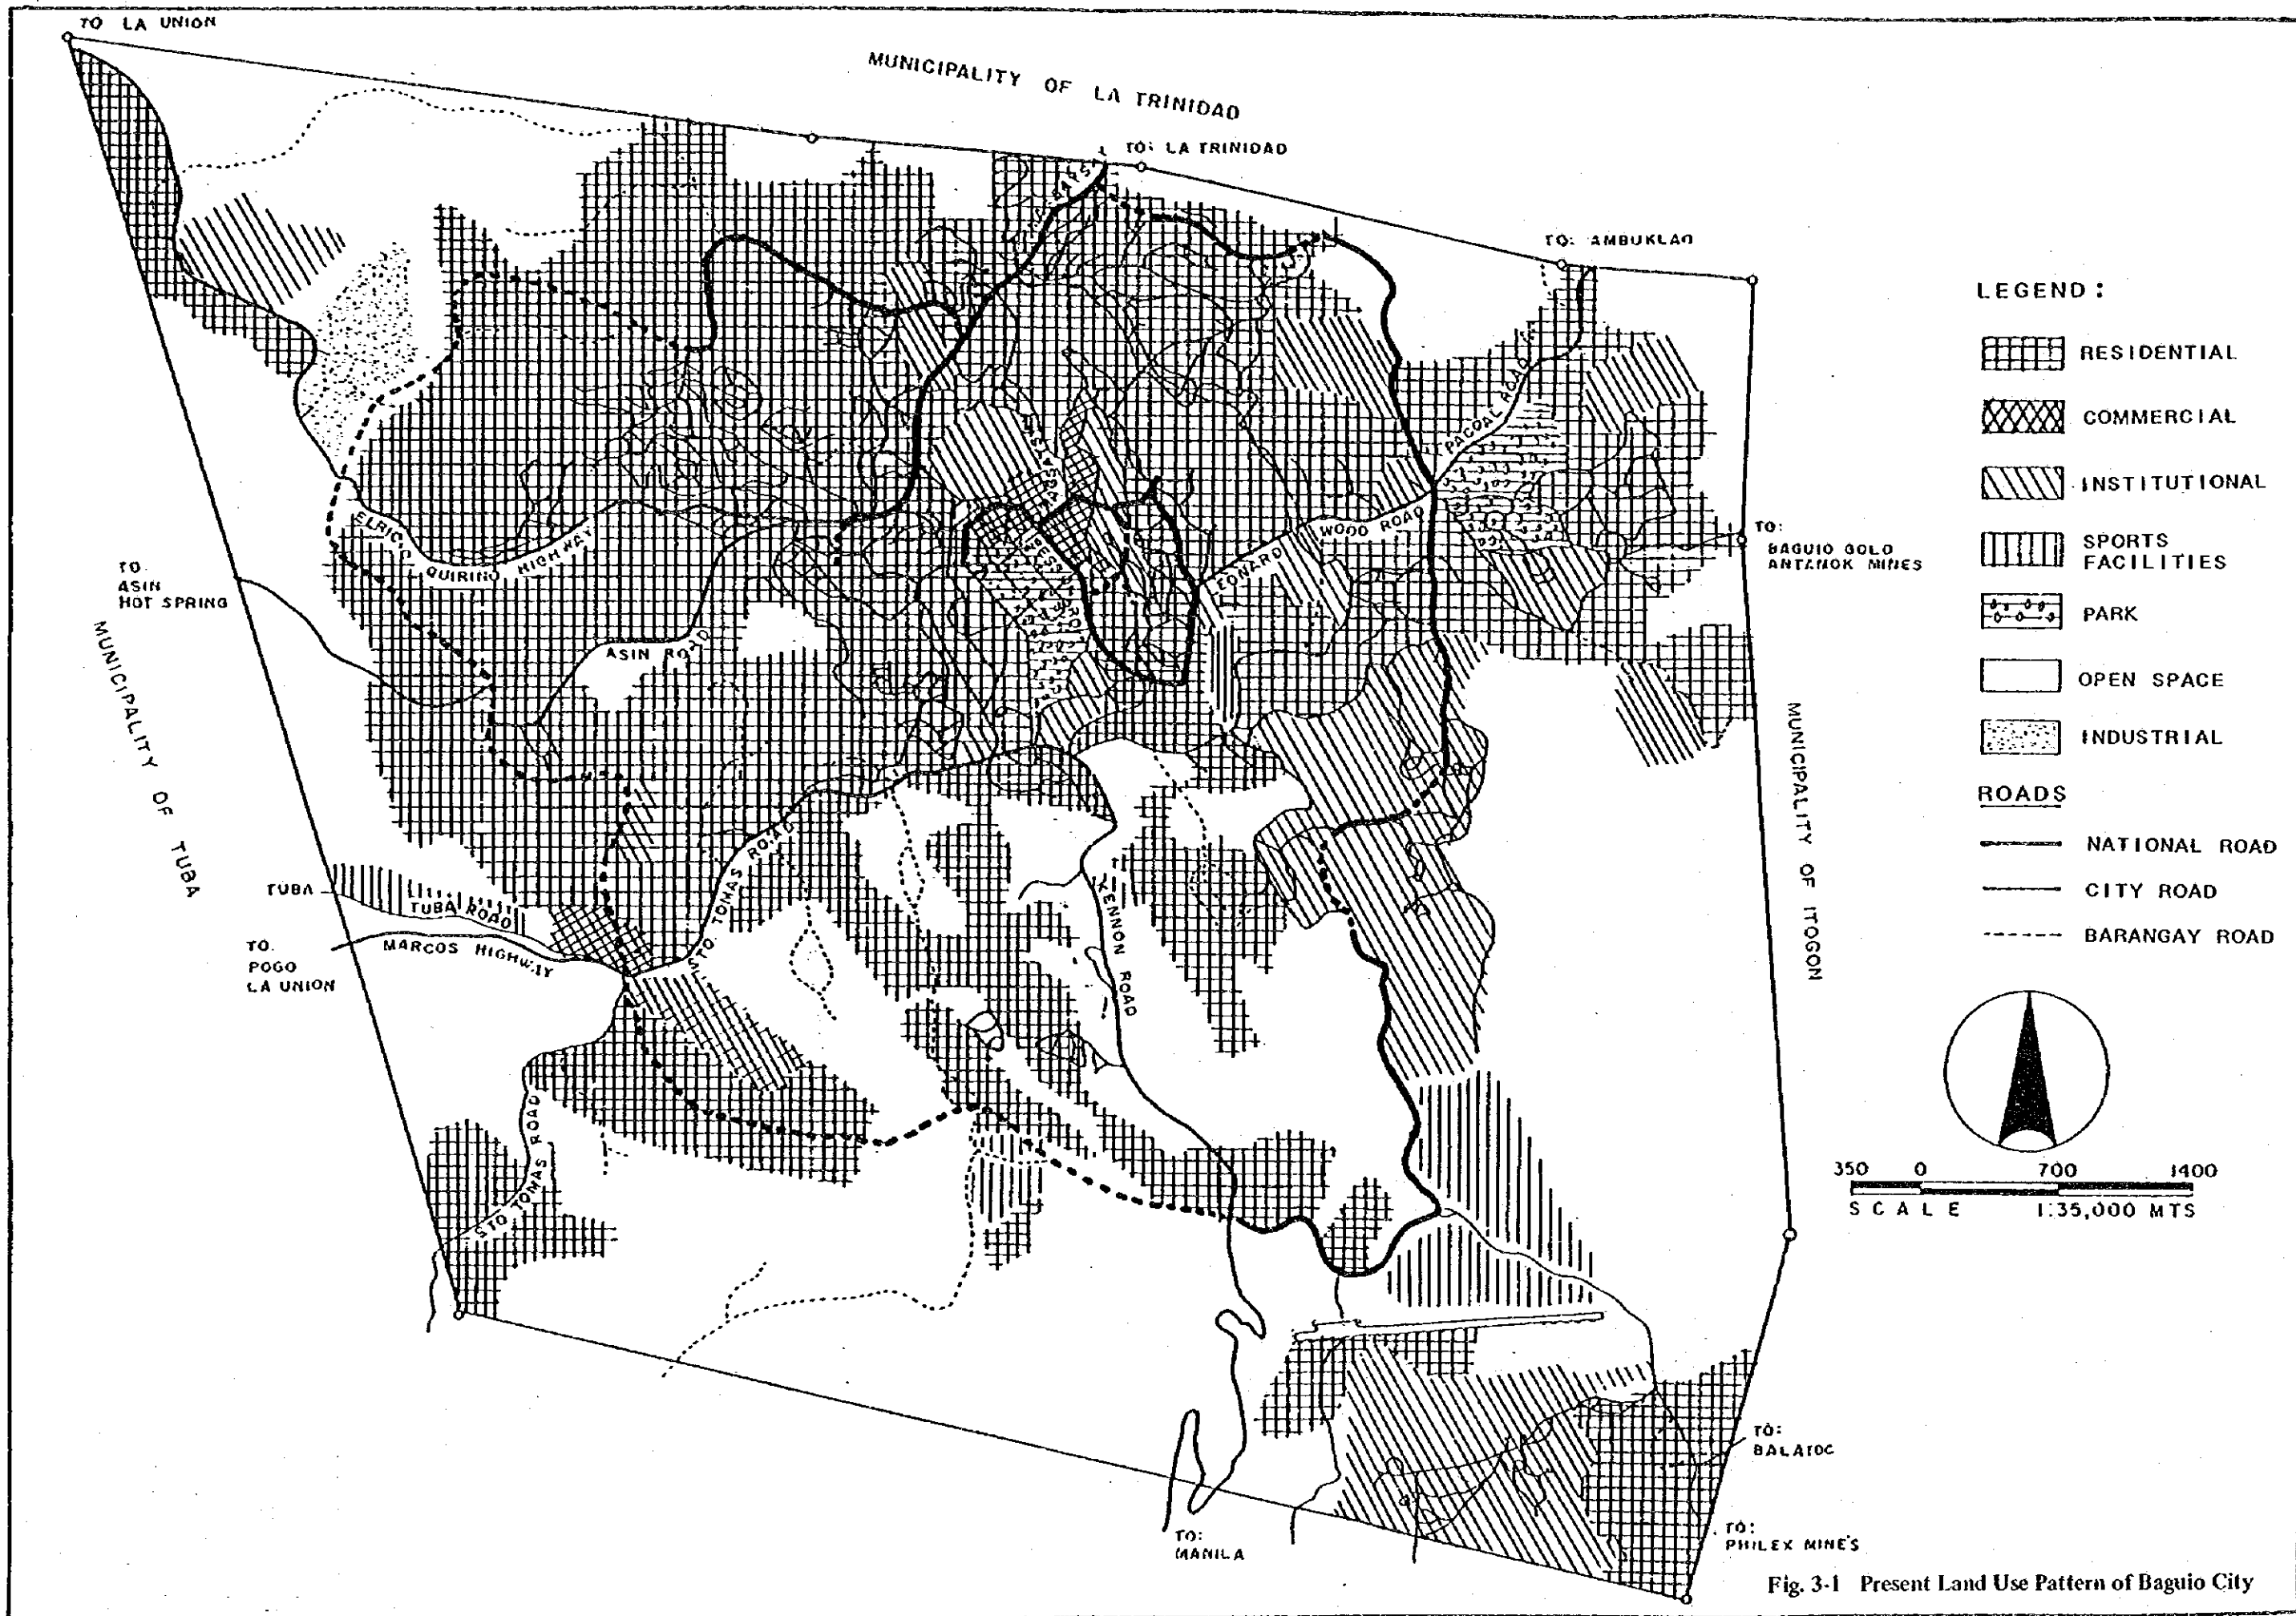 TO LA UNION
MUNICIPALITY OF LA TRINIDAD
TO: LA TRINIDAD
TO: AMBUKLAO
PACDAL ROAD
LEONARD WOOD ROAD
TO:
BAGUIO GOLD
ANTAMOK MINES
ELPIDIO QUIRINO HIGHWAY
TO:
ASIN
HOT SPRING
ASIN ROAD
MUNICIPALITY OF TUBA
TUBA
TUBA ROAD
TO:
POGO
LA UNION
MARCOS HIGHWAY
STO TOMAS ROAD
KENNON ROAD
STO TOMAS ROAD
MUNICIPALITY OF ITOGON
TO:
BALATOC
TO:
PHILEX MINE'S
TO:
MANILA
LEGEND :
RESIDENTIAL
COMMERCIAL
INSTITUTIONAL
SPORTS
FACILITIES
PARK
OPEN SPACE
INDUSTRIAL
ROADS
NATIONAL ROAD
CITY ROAD
BARANGAY ROAD
350 0 700 1400
SCALE 1:35,000 MTS
Fig. 3-1 Present Land Use Pattern of Baguio City